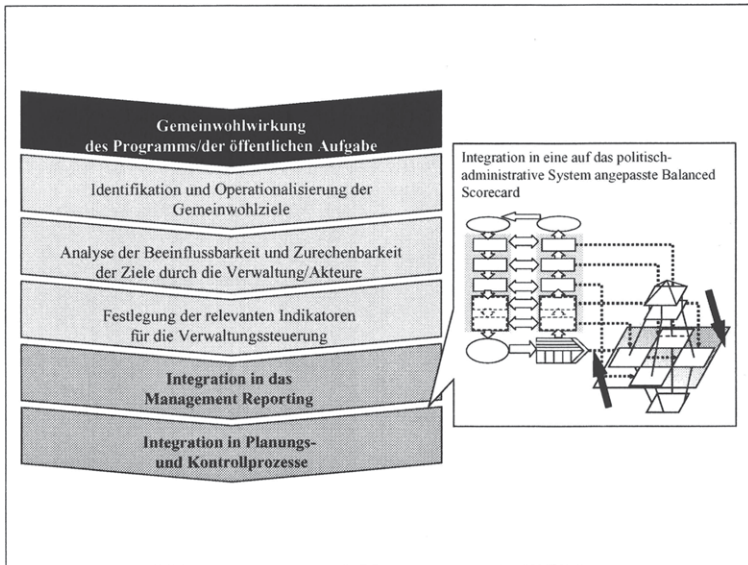 Gemeinwohlwirkung
des Programms/der öffentlichen Aufgabe
Identifikation und Operationalisierung der
Gemeinwohlziele
Analyse der Beeinflussbarkeit und Zurechenbarkeit
der Ziele durch die Verwaltung/Akteure
Festlegung der relevanten Indikatoren
für die Verwaltungssteuerung
Integration in das
Management Reporting
Integration in Planungs-
und Kontrollprozesse
Integration in eine auf das politisch-
administrative System angepasste Balanced
Scorecard